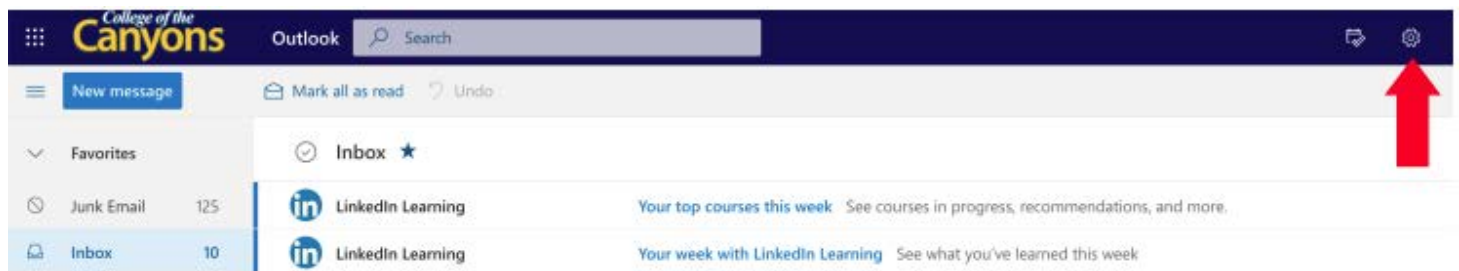 College of the
Canyons
Outlook Search
New message Mark all as read Undo
Favorites Inbox
Junk Email 125 LinkedIn Learning Your top courses this week See courses in progress, recommendations, and more.
Inbox 10 LinkedIn Learning Your week with LinkedIn Learning See what you've learned this week